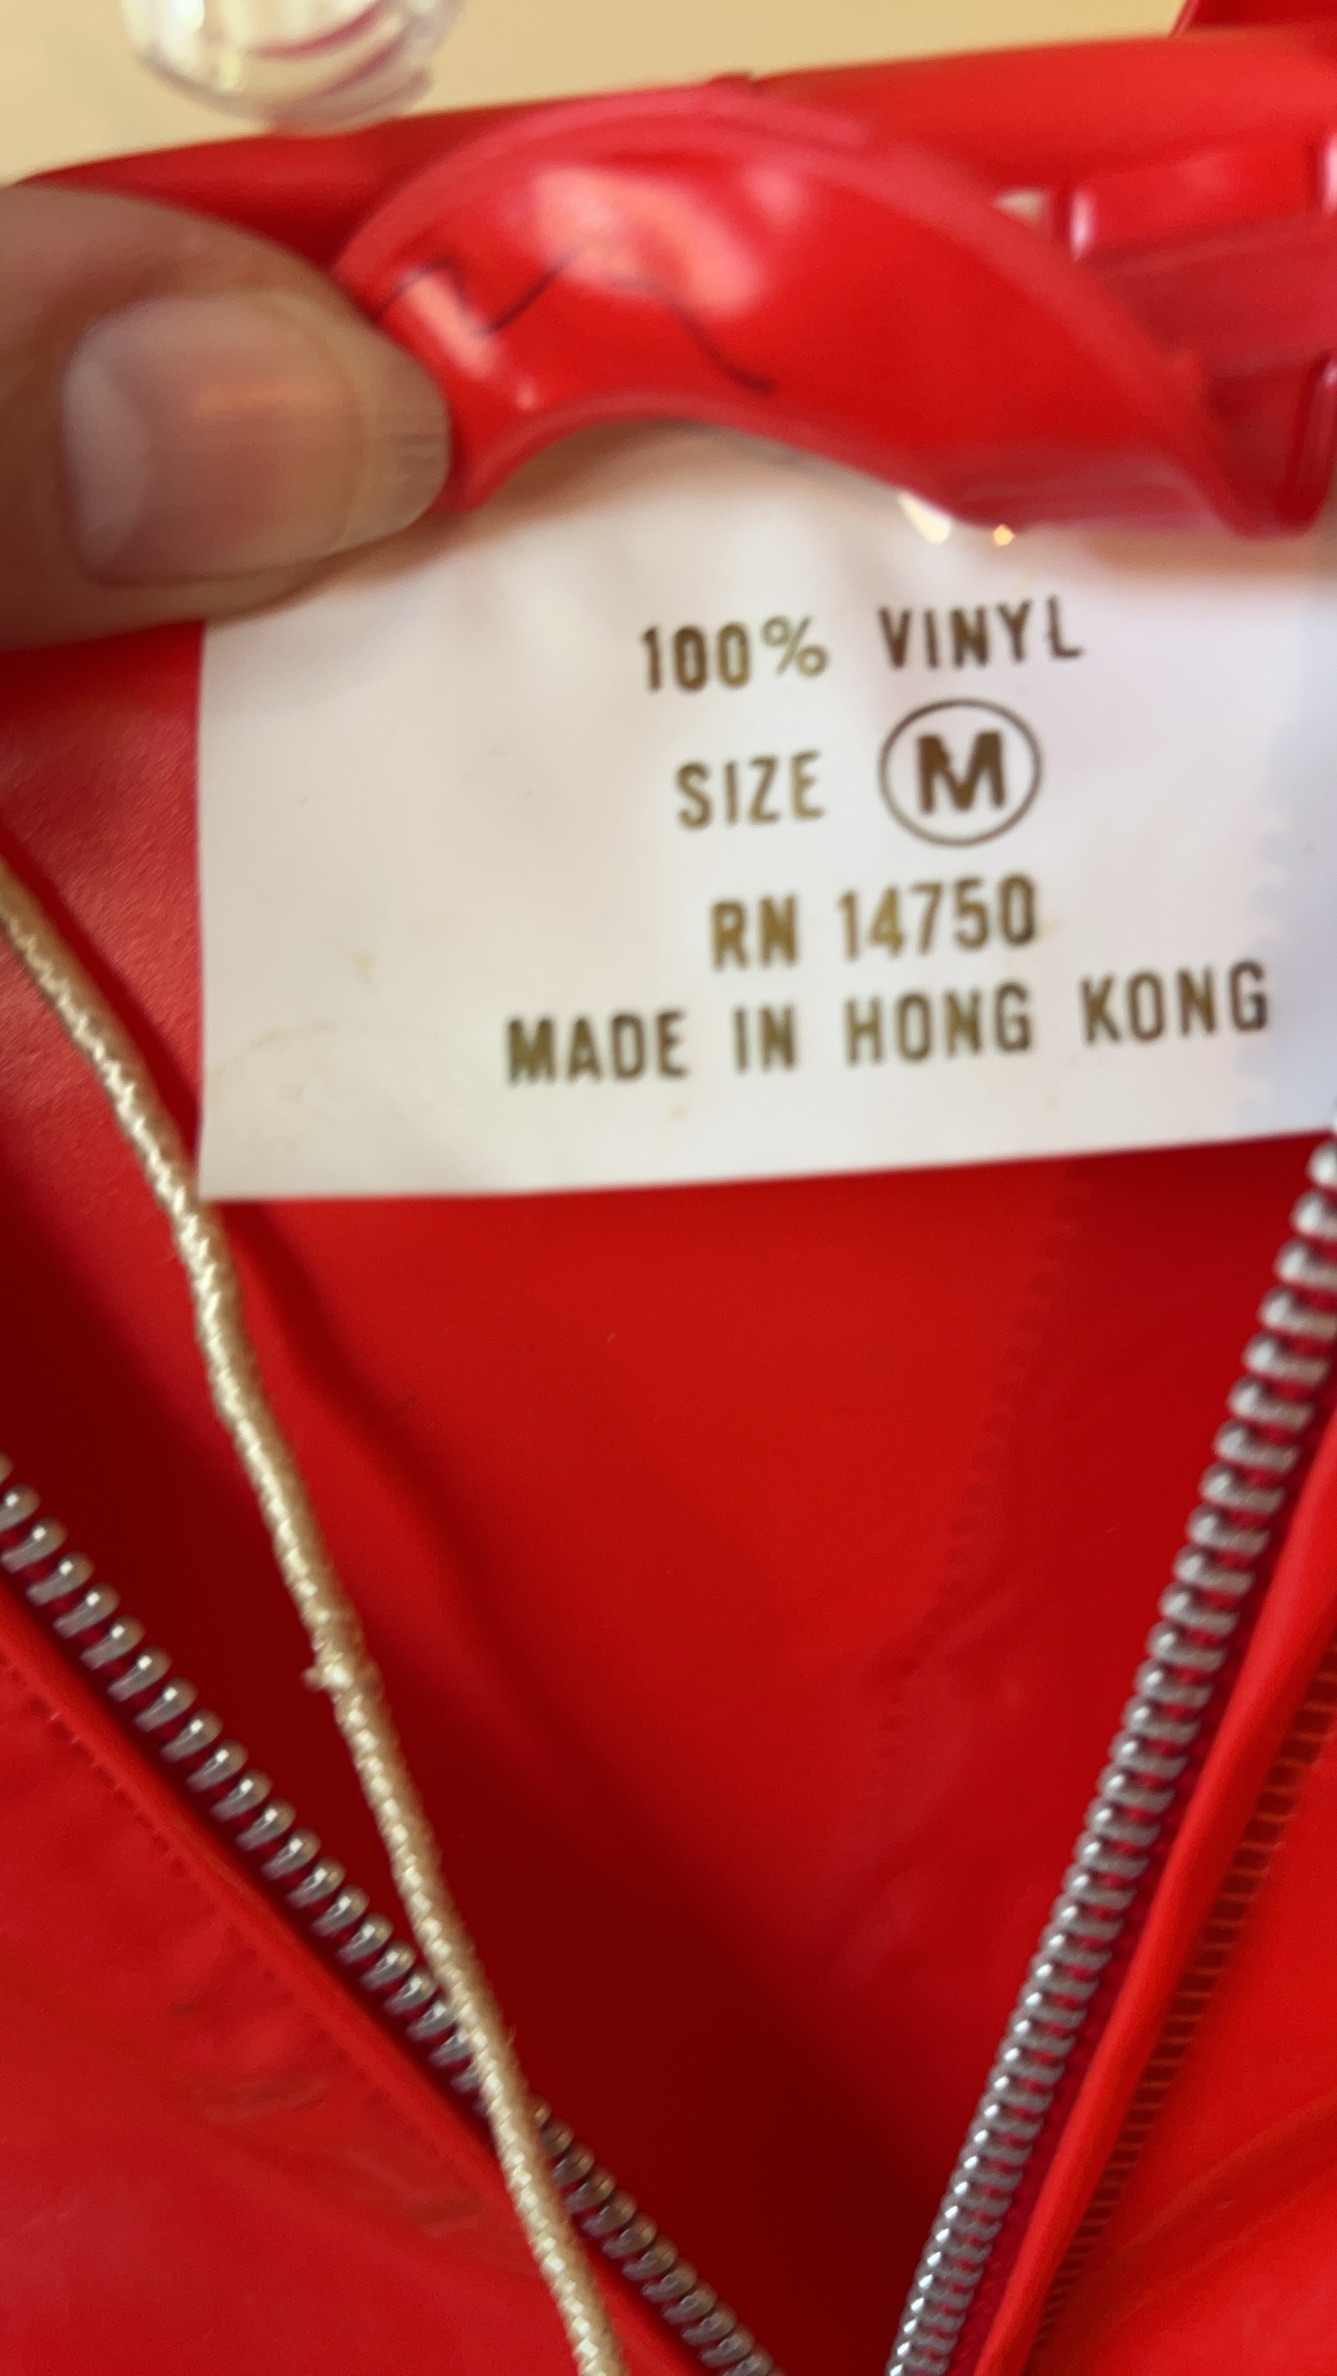 100% VINYL
SIZE M
RN 14750
MADE IN HONG KONG